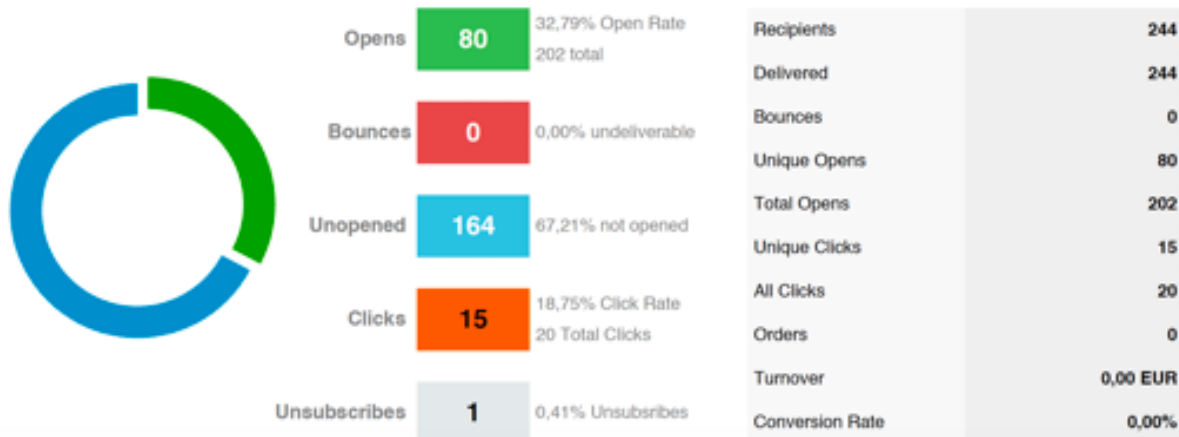 Opens 80 32,79% Open Rate
202 total
Bounces 0 0,00% undeliverable
Unopened 164 67,21% not opened
Clicks 15 18,75% Click Rate
20 Total Clicks
Unsubscribes 1 0,41% Unsubsribes
Recipients 244
Delivered 244
Bounces 0
Unique Opens 80
Total Opens 202
Unique Clicks 15
All Clicks 20
Orders 0
Turnover 0,00 EUR
Conversion Rate 0,00%